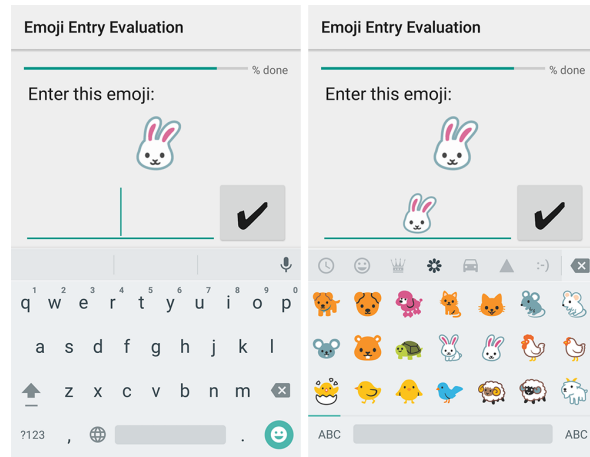 Emoji Entry Evaluation
% done
Enter this emoji:
1 2 3 4 5 6 7 8 9 0
q w e r t y u i o p
a s d f g h j k l
z x c v b n m
?123 , .
Emoji Entry Evaluation
% done
Enter this emoji:
:-)
ABC ABC